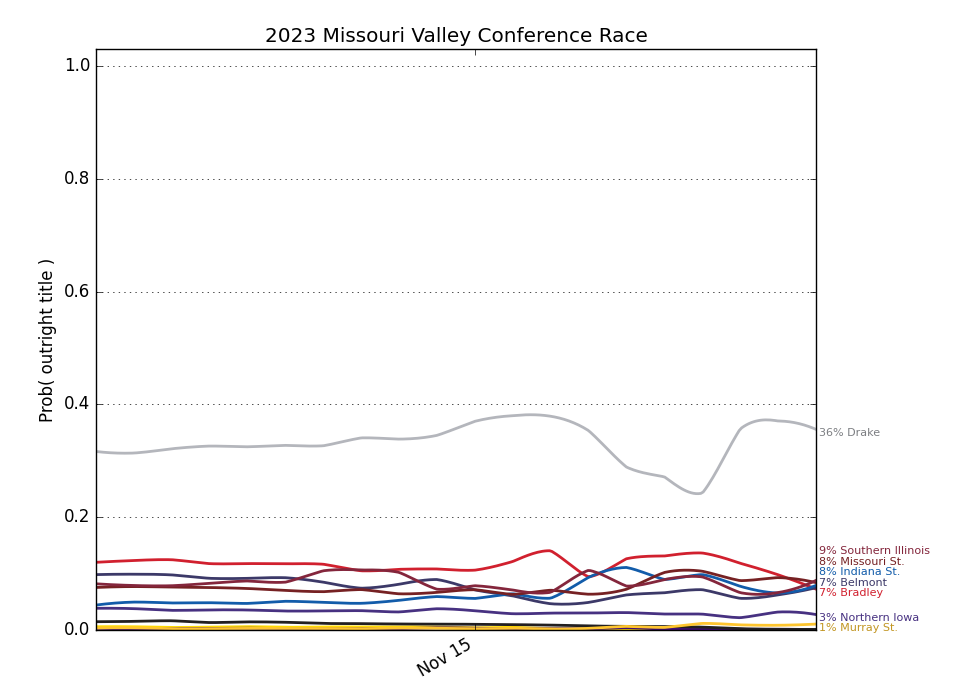 2023 Missouri Valley Conference Race
1.0
0.8
0.6
0.4
0.2
0.0
Prob( outright title )
Nov 15
36% Drake
9% Southern Illinois
8% Missouri St.
8% Indiana St.
7% Belmont
7% Bradley
3% Northern Iowa
1% Murray St.